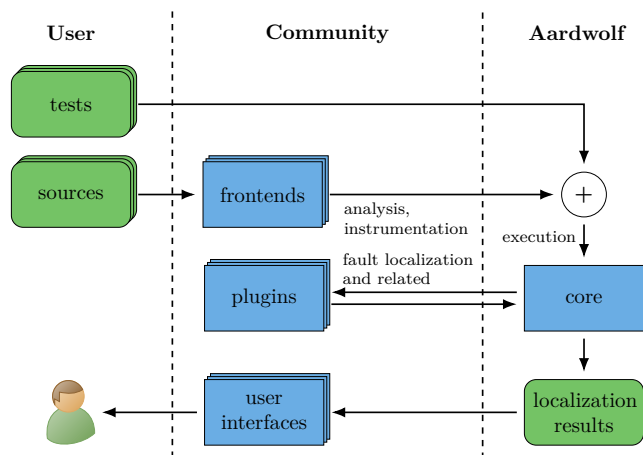 User
Community
Aardwolf
tests
sources
frontends
analysis,
instrumentation
+
execution
fault localization
and related
plugins
core
user
interfaces
localization
results